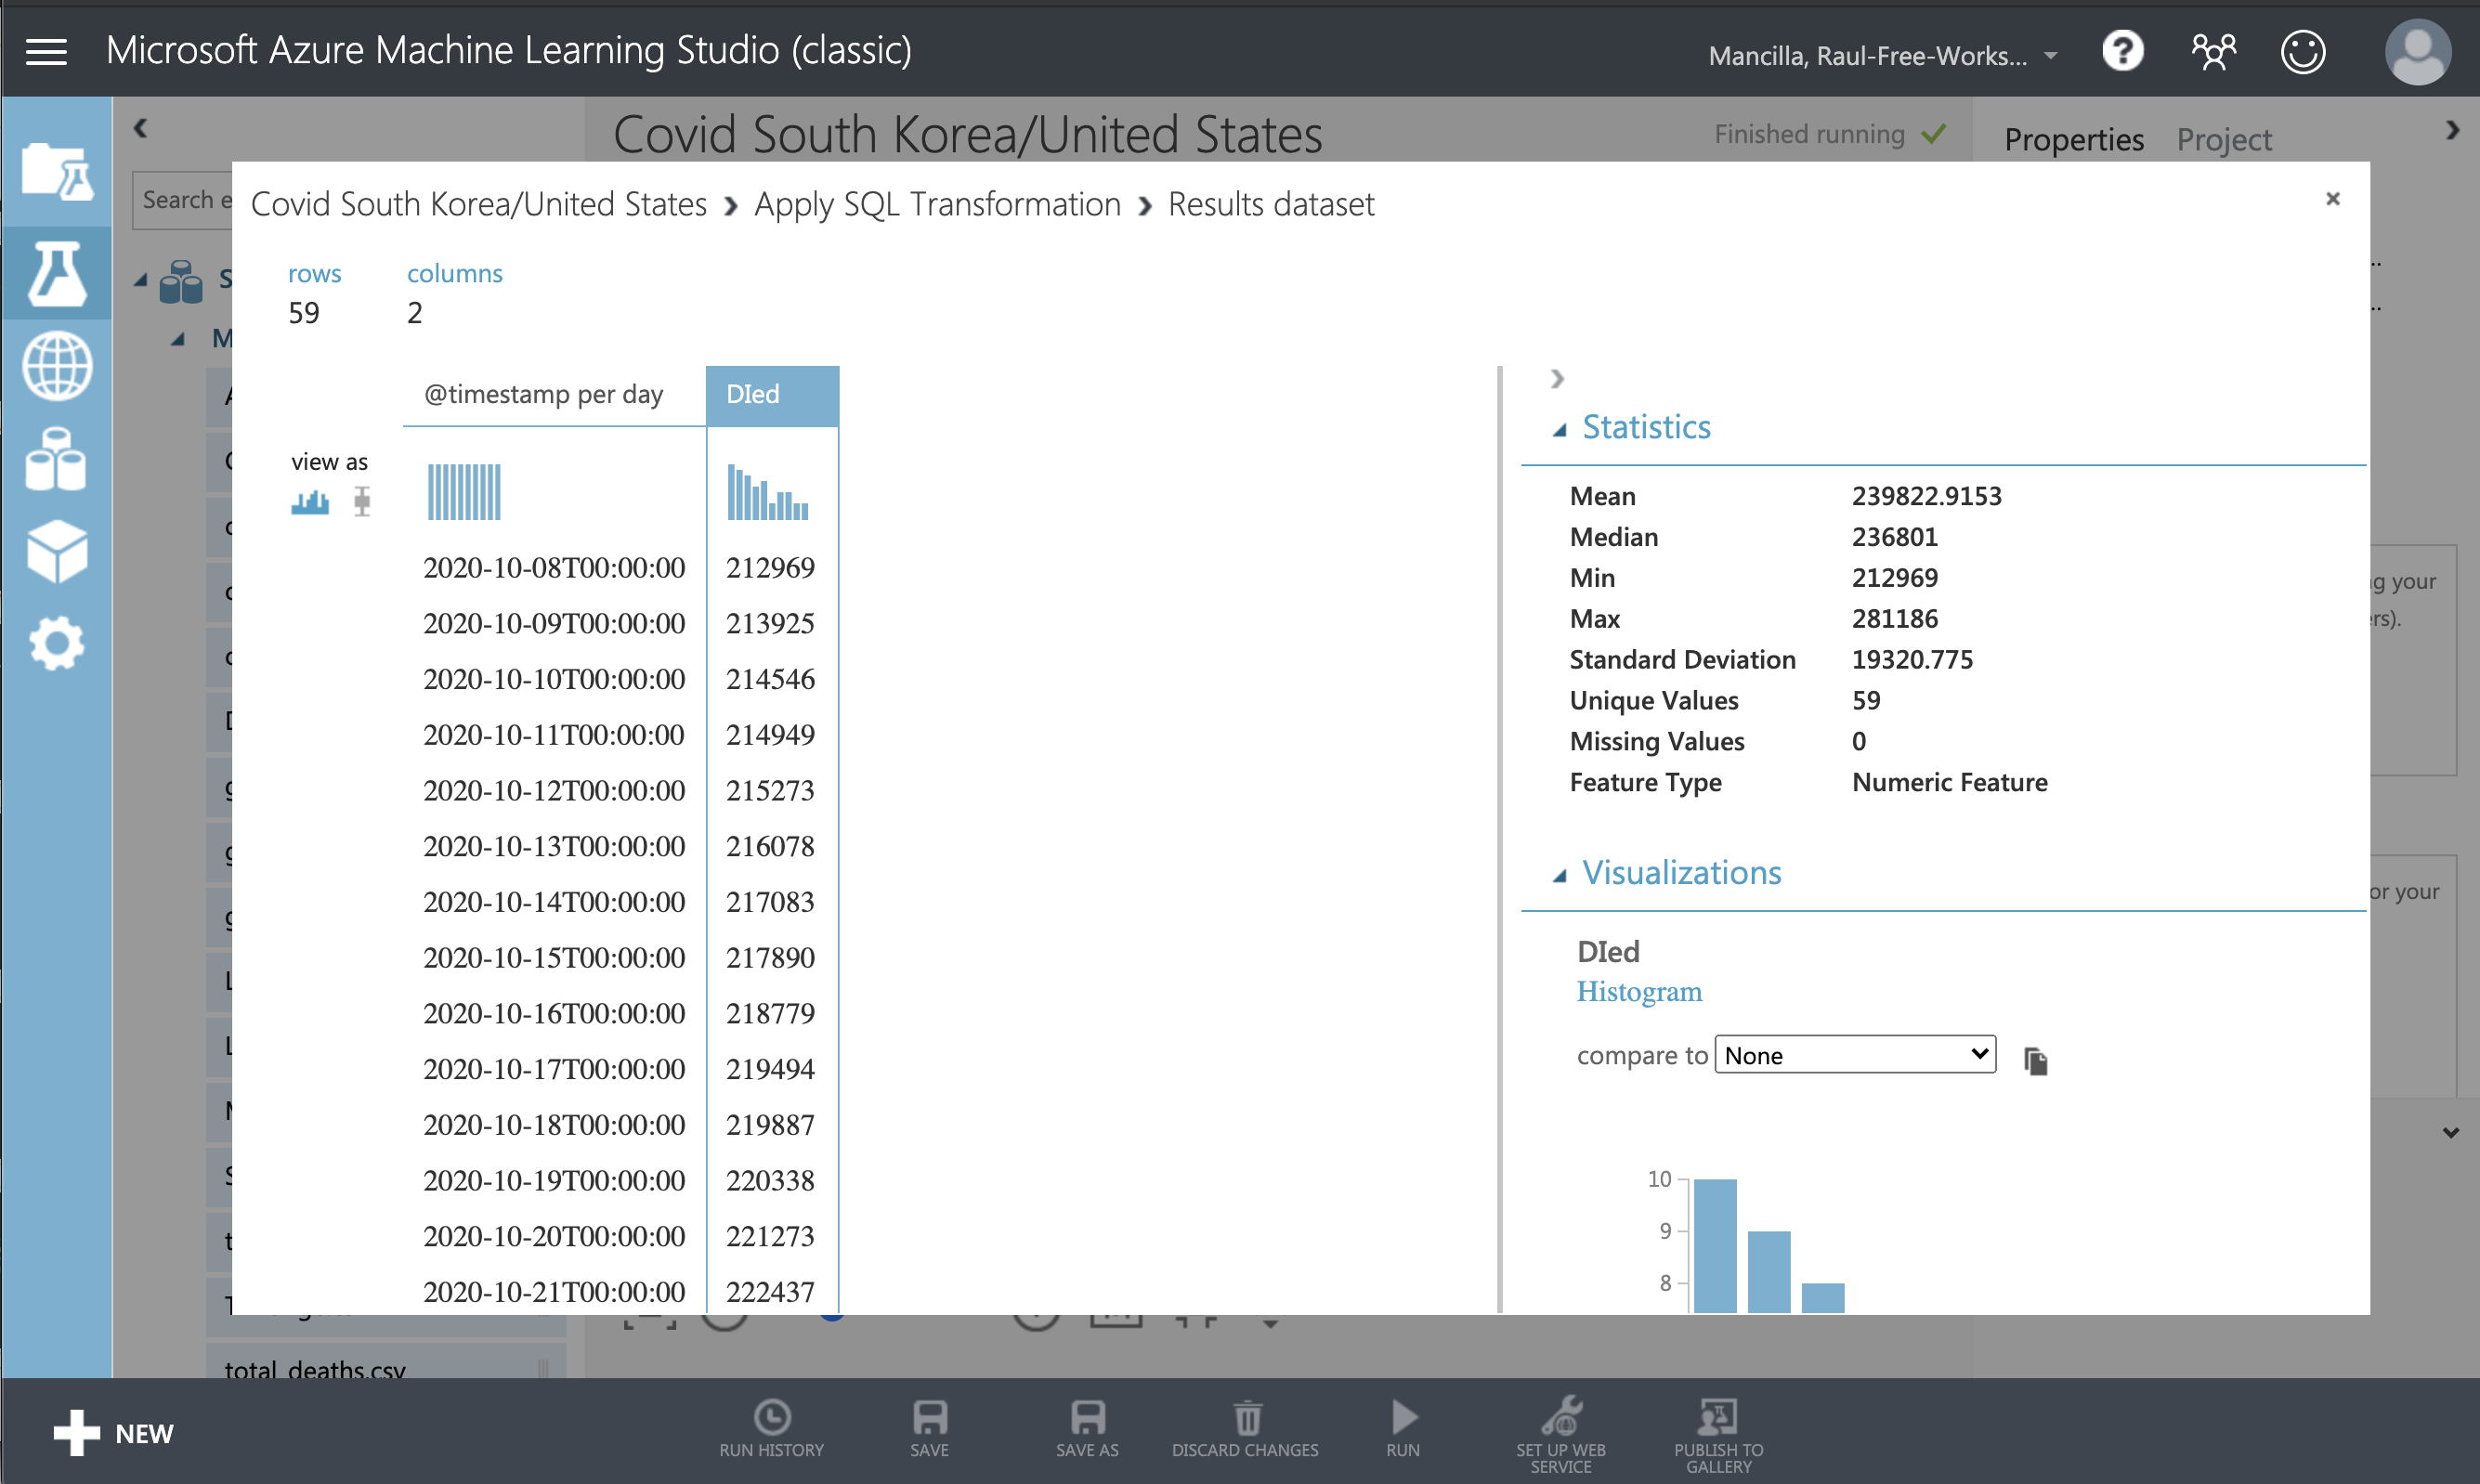 Microsoft Azure Machine Learning Studio (classic)
Mancilla, Raul-Free-Works...
Covid South Korea/United States
Finished running
Properties Project
Search e
Covid South Korea/United States › Apply SQL Transformation › Results dataset
rows columns
59 2
@timestamp per day DIed
view as
2020-10-08T00:00:00 212969
2020-10-09T00:00:00 213925
2020-10-10T00:00:00 214546
2020-10-11T00:00:00 214949
2020-10-12T00:00:00 215273
2020-10-13T00:00:00 216078
2020-10-14T00:00:00 217083
2020-10-15T00:00:00 217890
2020-10-16T00:00:00 218779
2020-10-17T00:00:00 219494
2020-10-18T00:00:00 219887
2020-10-19T00:00:00 220338
2020-10-20T00:00:00 221273
2020-10-21T00:00:00 222437
Statistics
Mean 239822.9153
Median 236801
Min 212969
Max 281186
Standard Deviation 19320.775
Unique Values 59
Missing Values 0
Feature Type Numeric Feature
Visualizations
DIed
Histogram
compare to None
10
9
8
g your
rs).
or your
total_deaths.csv
NEW
RUN HISTORY
SAVE
SAVE AS
DISCARD CHANGES
RUN
SET UP WEB
SERVICE
PUBLISH TO
GALLERY